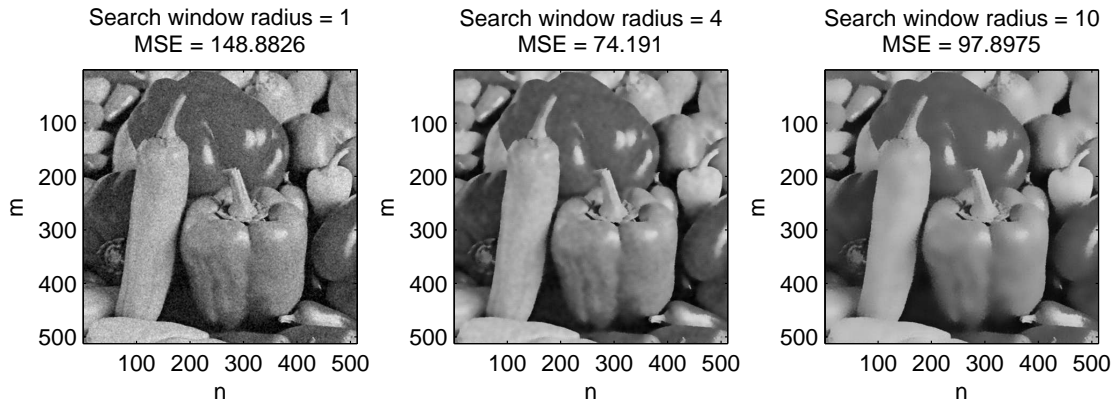 Search window radius = 1
MSE = 148.8826
100
200
300
400
500
m
100 200 300 400 500
n
Search window radius = 4
MSE = 74.191
100
200
300
400
500
m
100 200 300 400 500
n
Search window radius = 10
MSE = 97.8975
100
200
300
400
500
m
100 200 300 400 500
n